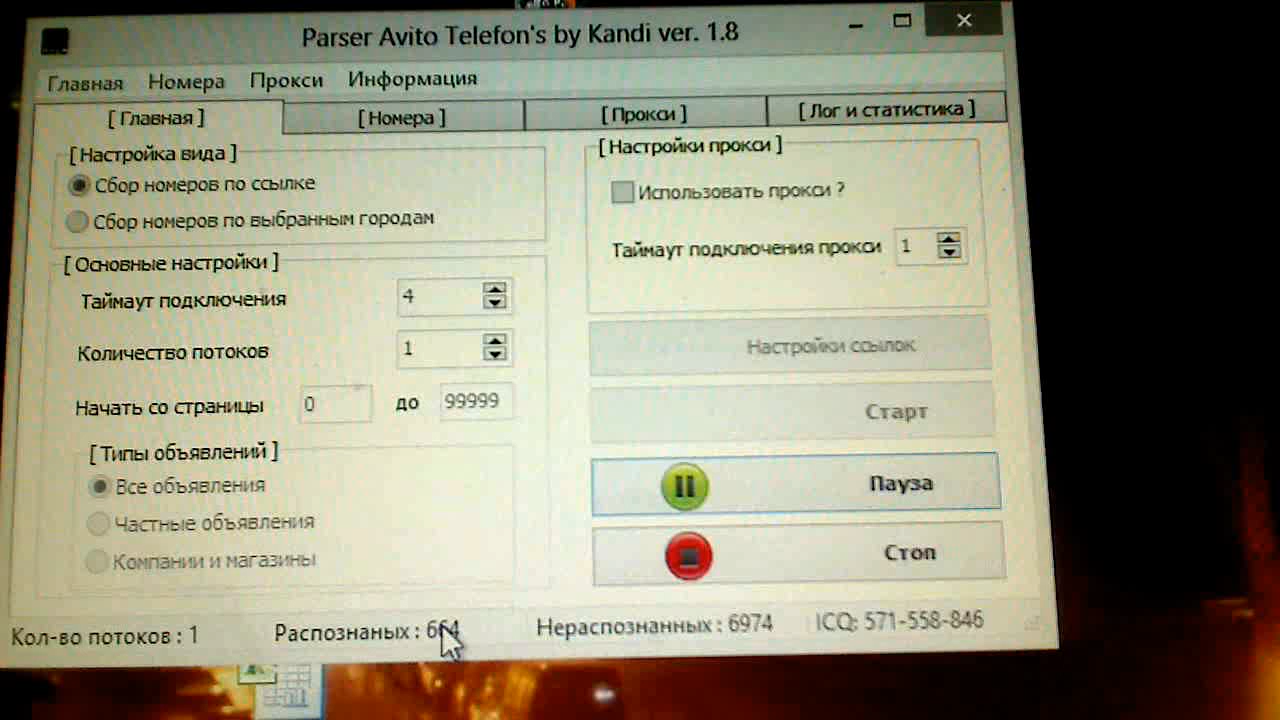 Parser Avito Telefon's by Kandi ver. 1.8
Главная Номера Прокси Информация
[ Главная ] [ Номера ] [ Прокси ] [ Лог и статистика ]
[ Настройка вида ]
Сбор номеров по ссылке
Сбор номеров по выбранным городам
[ Основные настройки ]
Таймаут подключения 4
Количество потоков 1
Начать со страницы 0 до 99999
[ Типы объявлений ]
Все объявления
Частные объявления
Компании и магазины
[ Настройки прокси ]
Использовать прокси ?
Таймаут подключения прокси 1
Настройки ссылок
Старт
Пауза
Стоп
Кол-во потоков : 1 Распознаных : 664 Нераспознанных : 6974 ICQ: 571-558-846